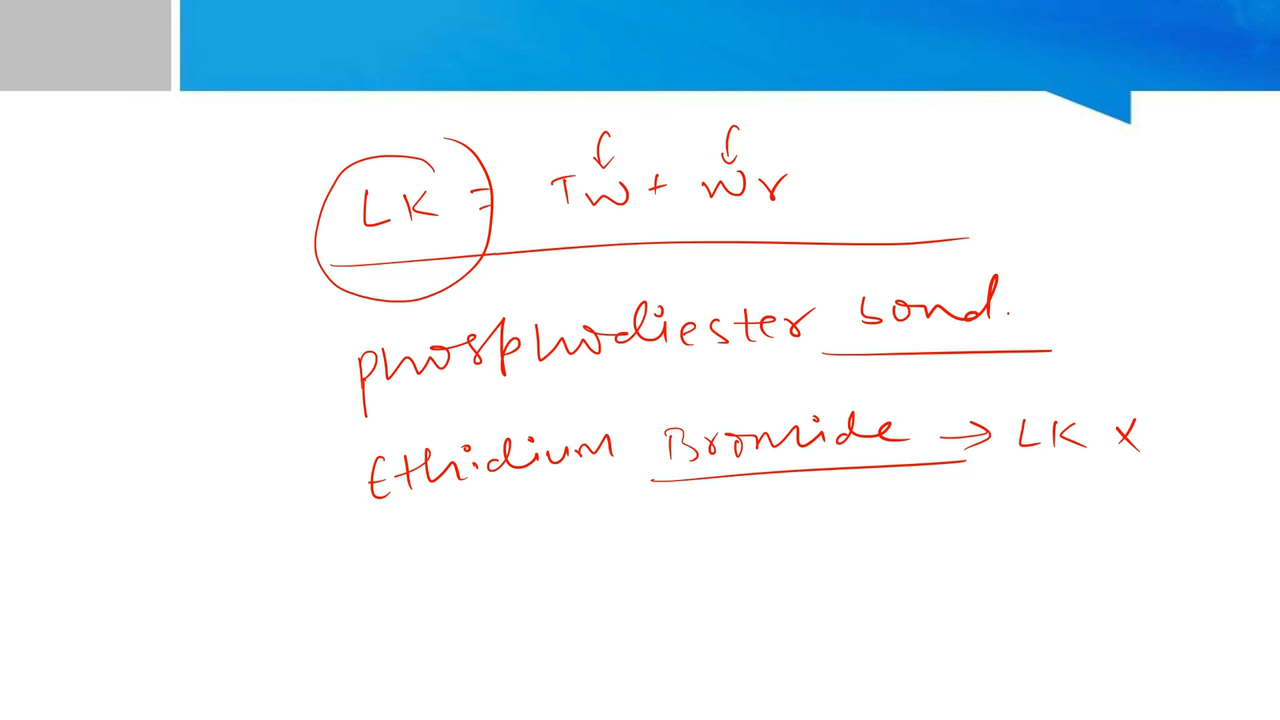 LK = Tw + Wr
phosphodiester bond.
Ethidium Bromide → LK X